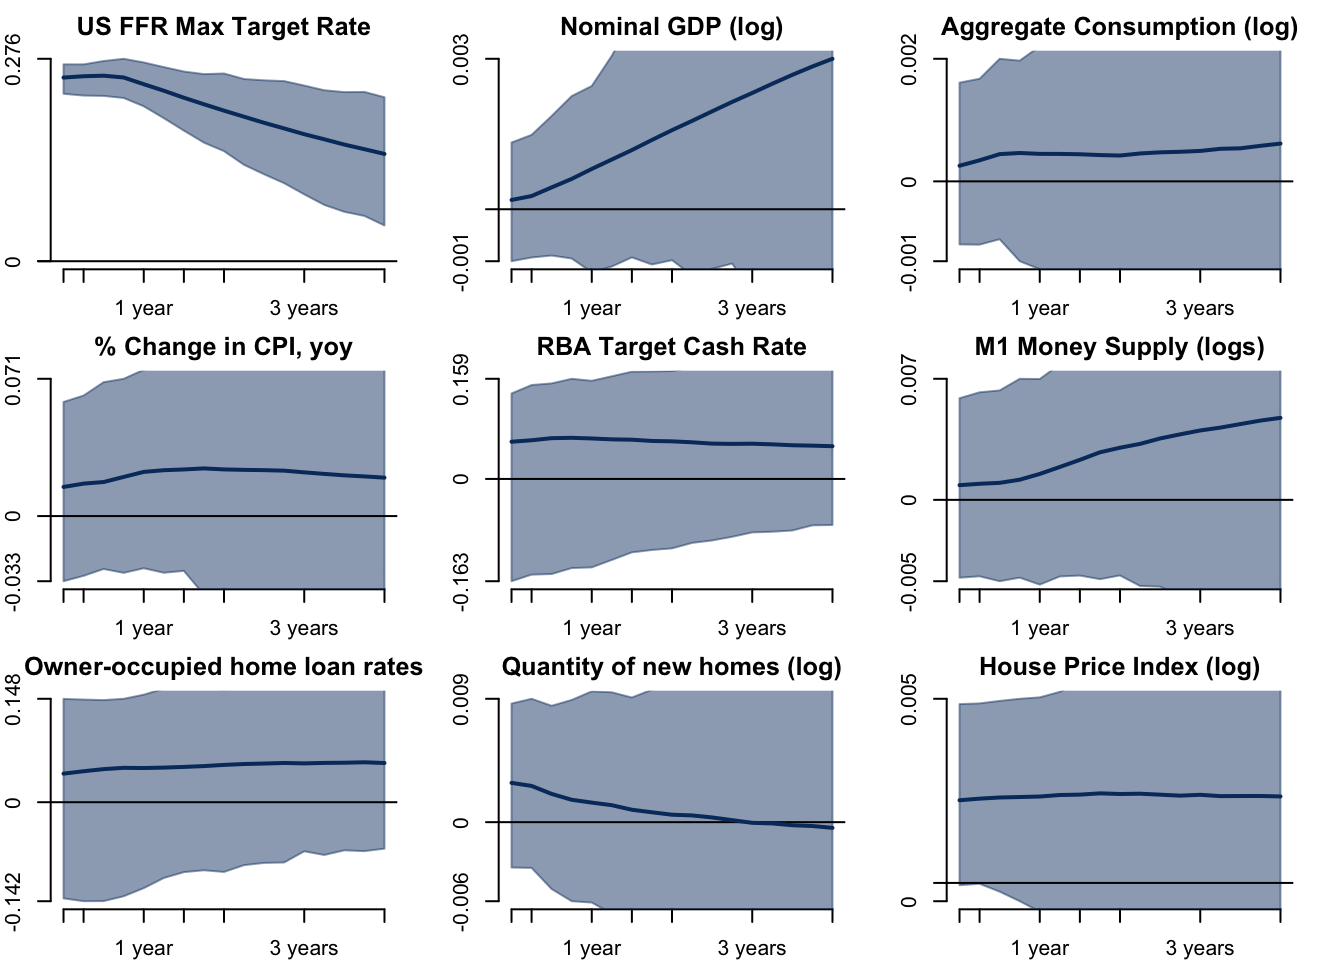 US FFR Max Target Rate
0.276
0
1 year
3 years
Nominal GDP (log)
0.003
-0.001
1 year
3 years
Aggregate Consumption (log)
0.002
0
-0.001
1 year
3 years
% Change in CPI, yoy
0.071
0
-0.033
1 year
3 years
RBA Target Cash Rate
0.159
0
-0.163
1 year
3 years
M1 Money Supply (logs)
0.007
0
-0.005
1 year
3 years
Owner-occupied home loan rates
0.148
0
-0.142
1 year
3 years
Quantity of new homes (log)
0.009
0
-0.006
1 year
3 years
House Price Index (log)
0.005
0
1 year
3 years